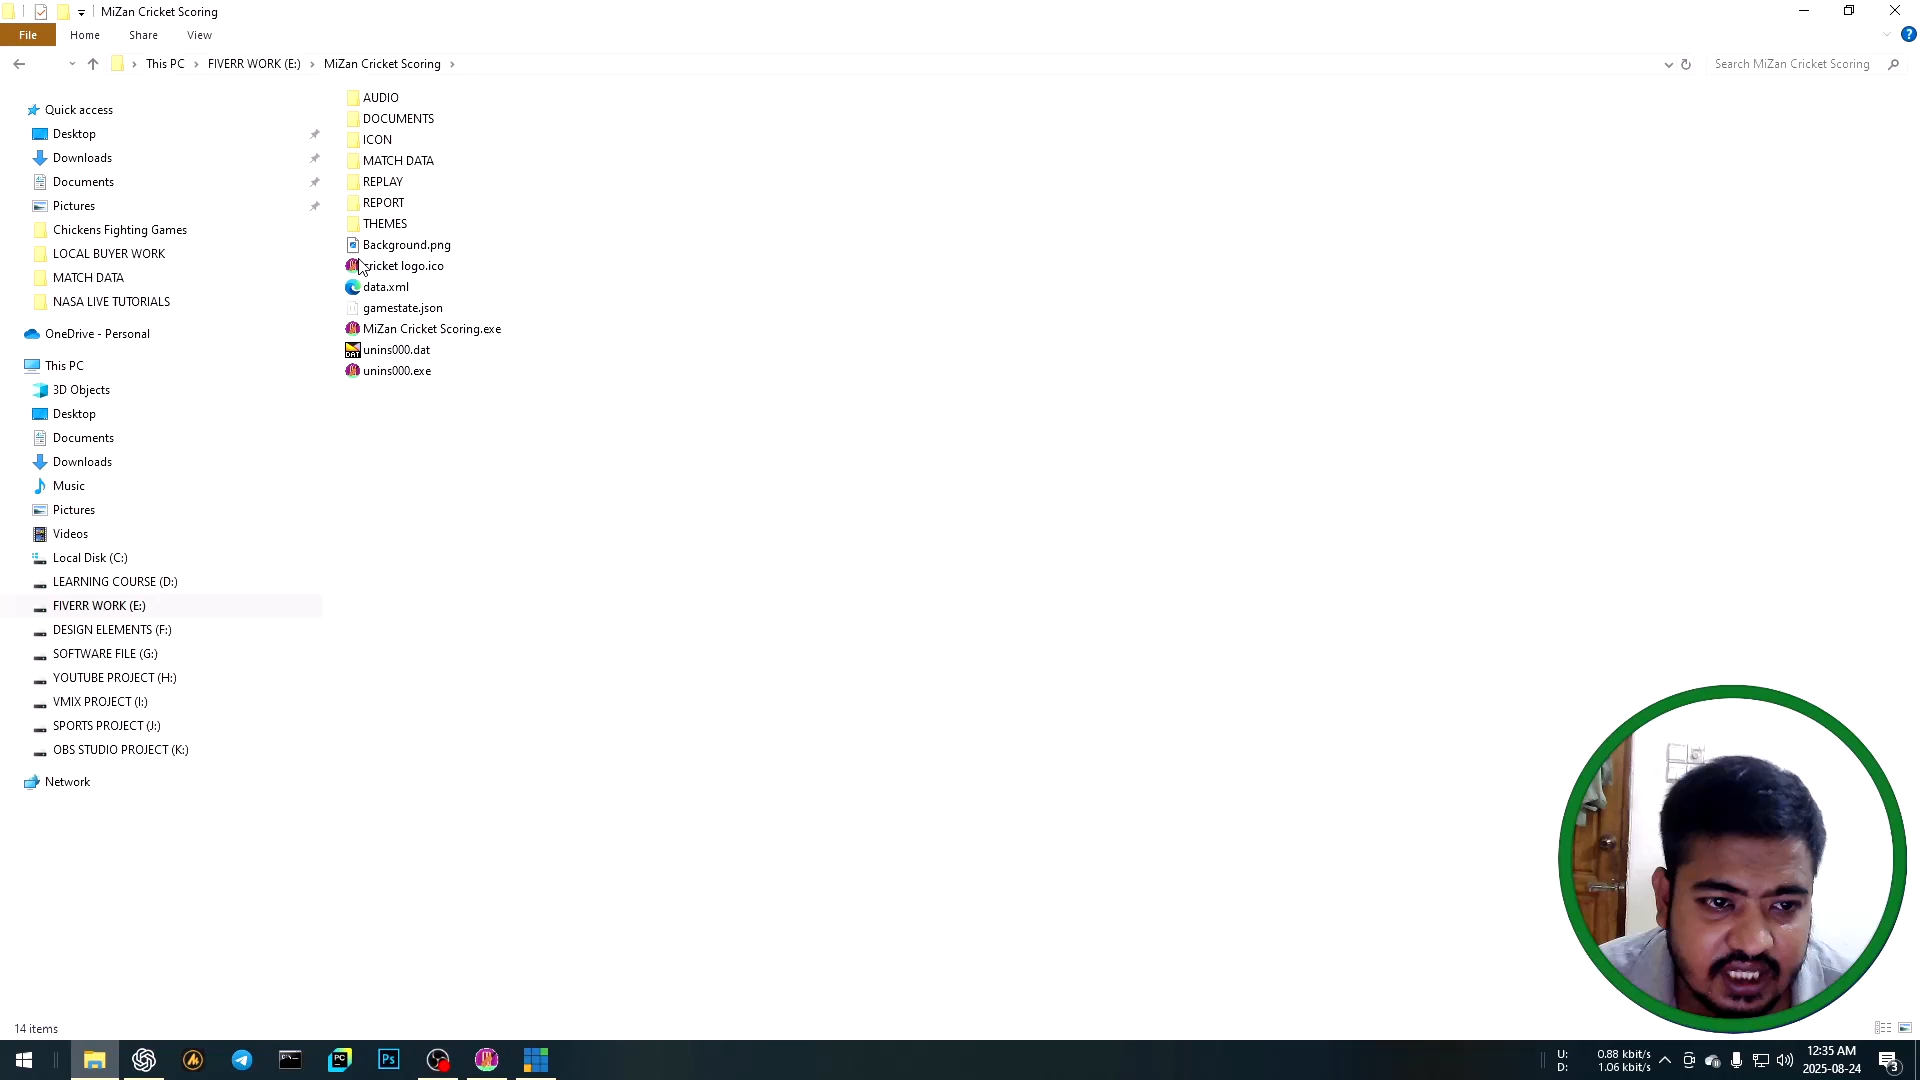 MiZan Cricket Scoring
File
Home
Share
View
This PC
FIVERR WORK (E:)
MiZan Cricket Scoring
Search MiZan Cricket Scoring
Quick access
Desktop
Downloads
Documents
Pictures
Chickens Fighting Games
LOCAL BUYER WORK
MATCH DATA
NASA LIVE TUTORIALS
OneDrive - Personal
This PC
3D Objects
Desktop
Documents
Downloads
Music
Pictures
Videos
Local Disk (C:)
LEARNING COURSE (D:)
FIVERR WORK (E:)
DESIGN ELEMENTS (F:)
SOFTWARE FILE (G:)
YOUTUBE PROJECT (H:)
VMIX PROJECT (I:)
SPORTS PROJECT (J:)
OBS STUDIO PROJECT (K:)
Network
AUDIO
DOCUMENTS
ICON
MATCH DATA
REPLAY
REPORT
THEMES
Background.png
cricket logo.ico
data.xml
gamestate.json
MiZan Cricket Scoring.exe
unins000.dat
unins000.exe
14 items
U: 0.88 kbit/s
D: 1.06 kbit/s
12:35 AM
2025-08-24
3